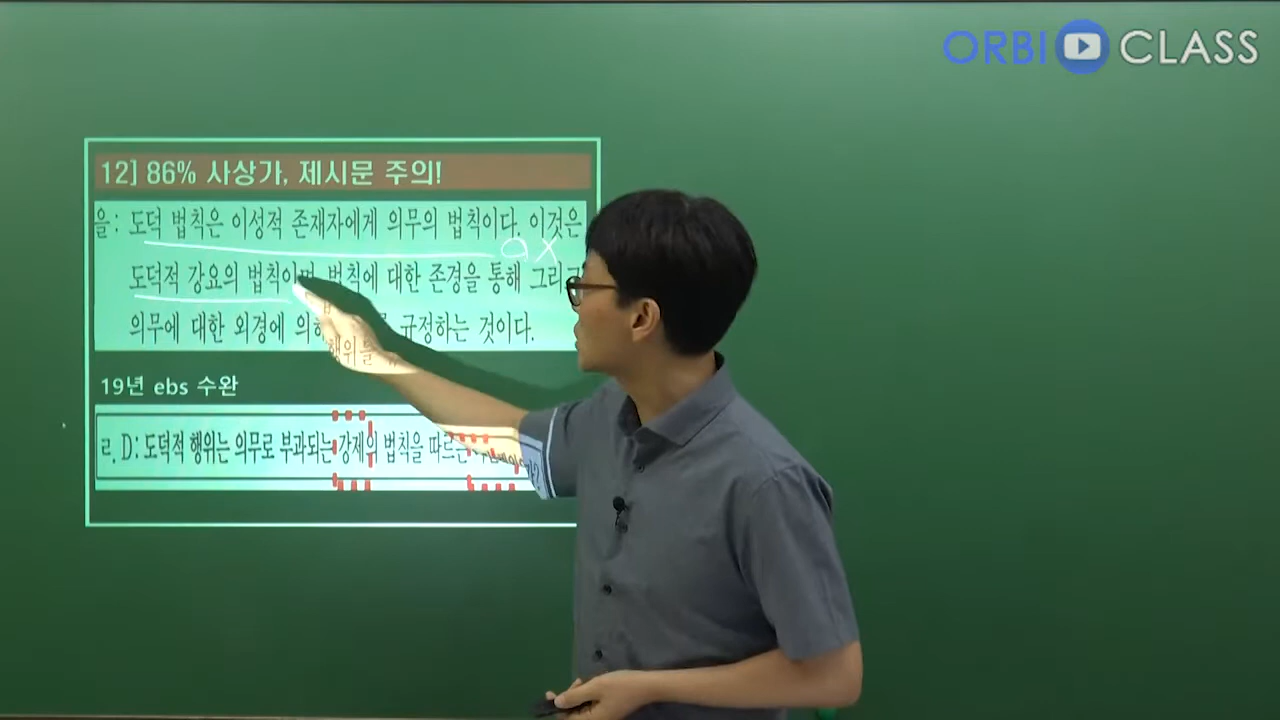 ORBI CLASS
12] 86% 사상가, 제시문 주의!
을: 도덕 법칙은 이성적 존재자에게 의무의 법칙이다. 이것은
a x
도덕적 강요의 법칙이며 법칙에 대한 존경을 통해 그리고
의무에 대한 외경에 의해 행위를 규정하는 것이다.
19년 ebs 수완
ㄹ. D: 도덕적 행위는 의무로 부과되는 강제의 법칙을 따르는